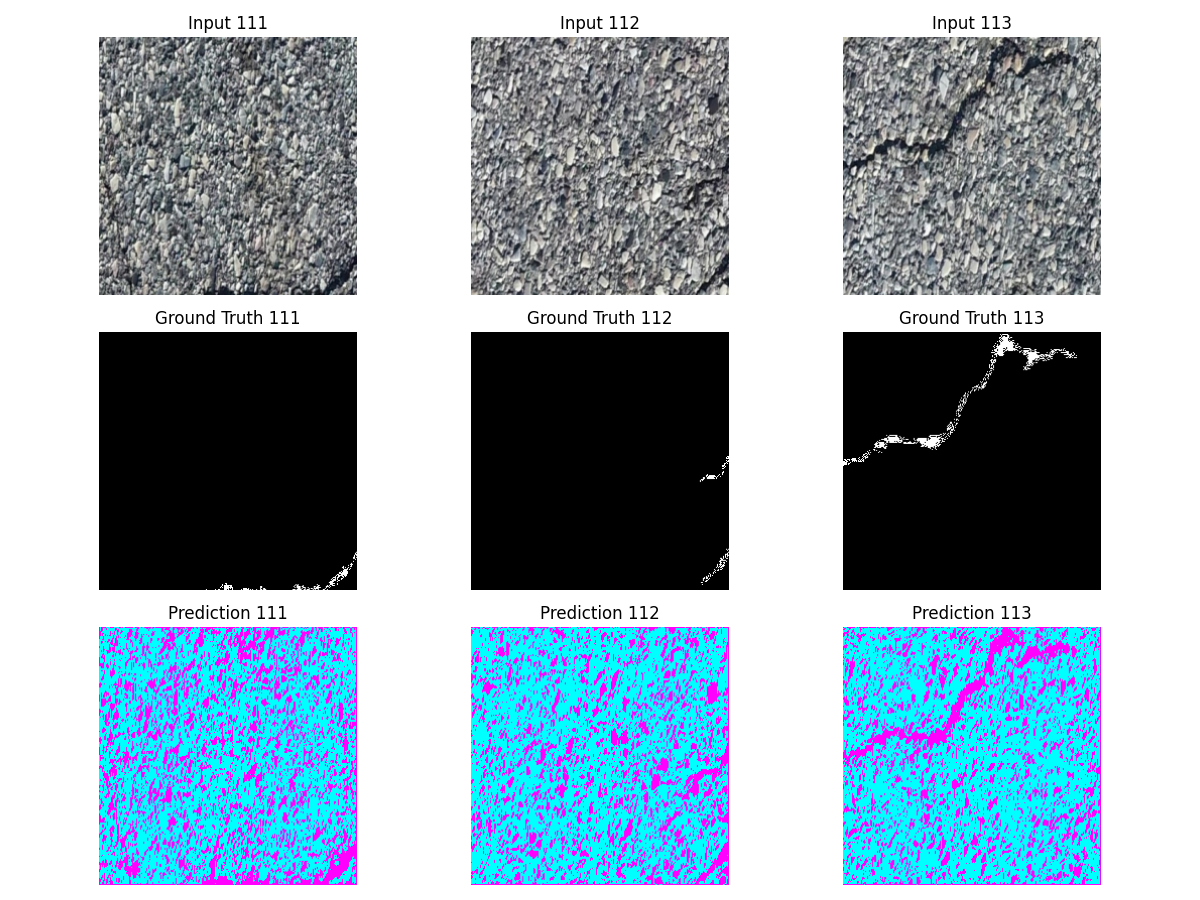 Input 111
Input 112
Input 113
Ground Truth 111
Ground Truth 112
Ground Truth 113
Prediction 111
Prediction 112
Prediction 113